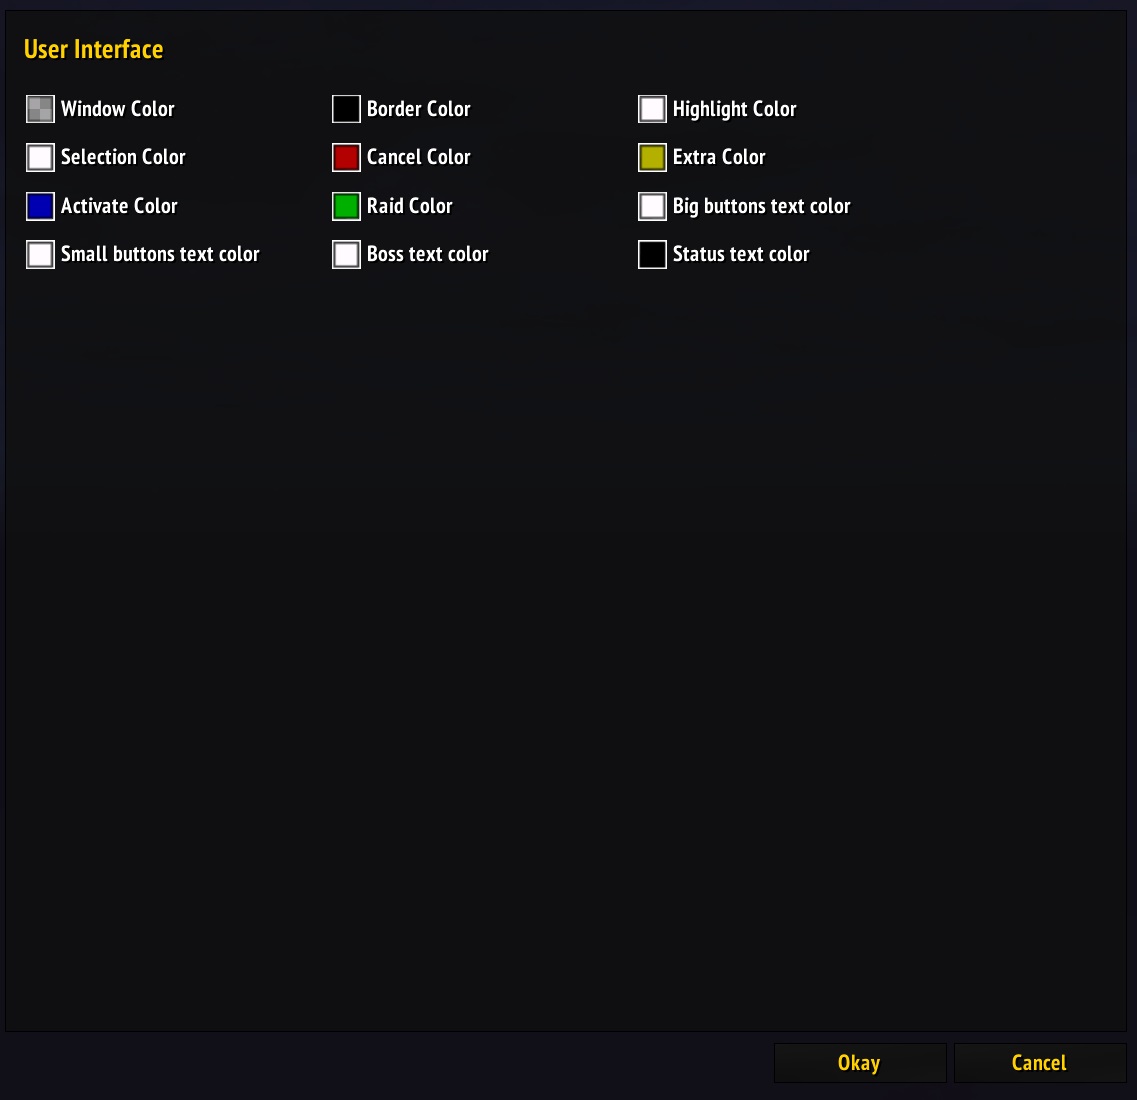 User Interface
Window Color Border Color Highlight Color
Selection Color Cancel Color Extra Color
Activate Color Raid Color Big buttons text color
Small buttons text color Boss text color Status text color
Okay Cancel